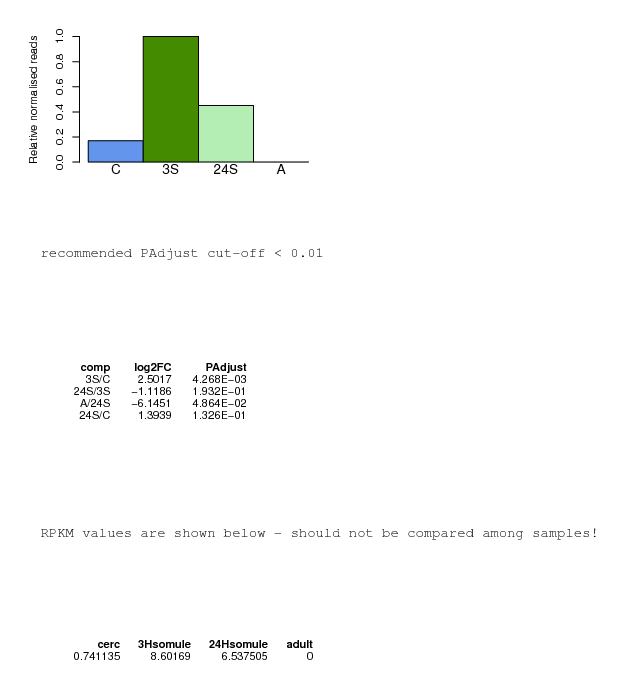 Relative normalised reads
1.0
0.8
0.6
0.4
0.2
0.0
C 3S 24S A
recommended PAdjust cut-off < 0.01
comp log2FC PAdjust
3S/C 2.5017 4.268E-03
24S/3S -1.1186 1.932E-01
A/24S -6.1451 4.864E-02
24S/C 1.3939 1.326E-01
RPKM values are shown below - should not be compared among samples!
cerc 3Hsomule 24Hsomule adult
0.741135 8.60169 6.537505 0